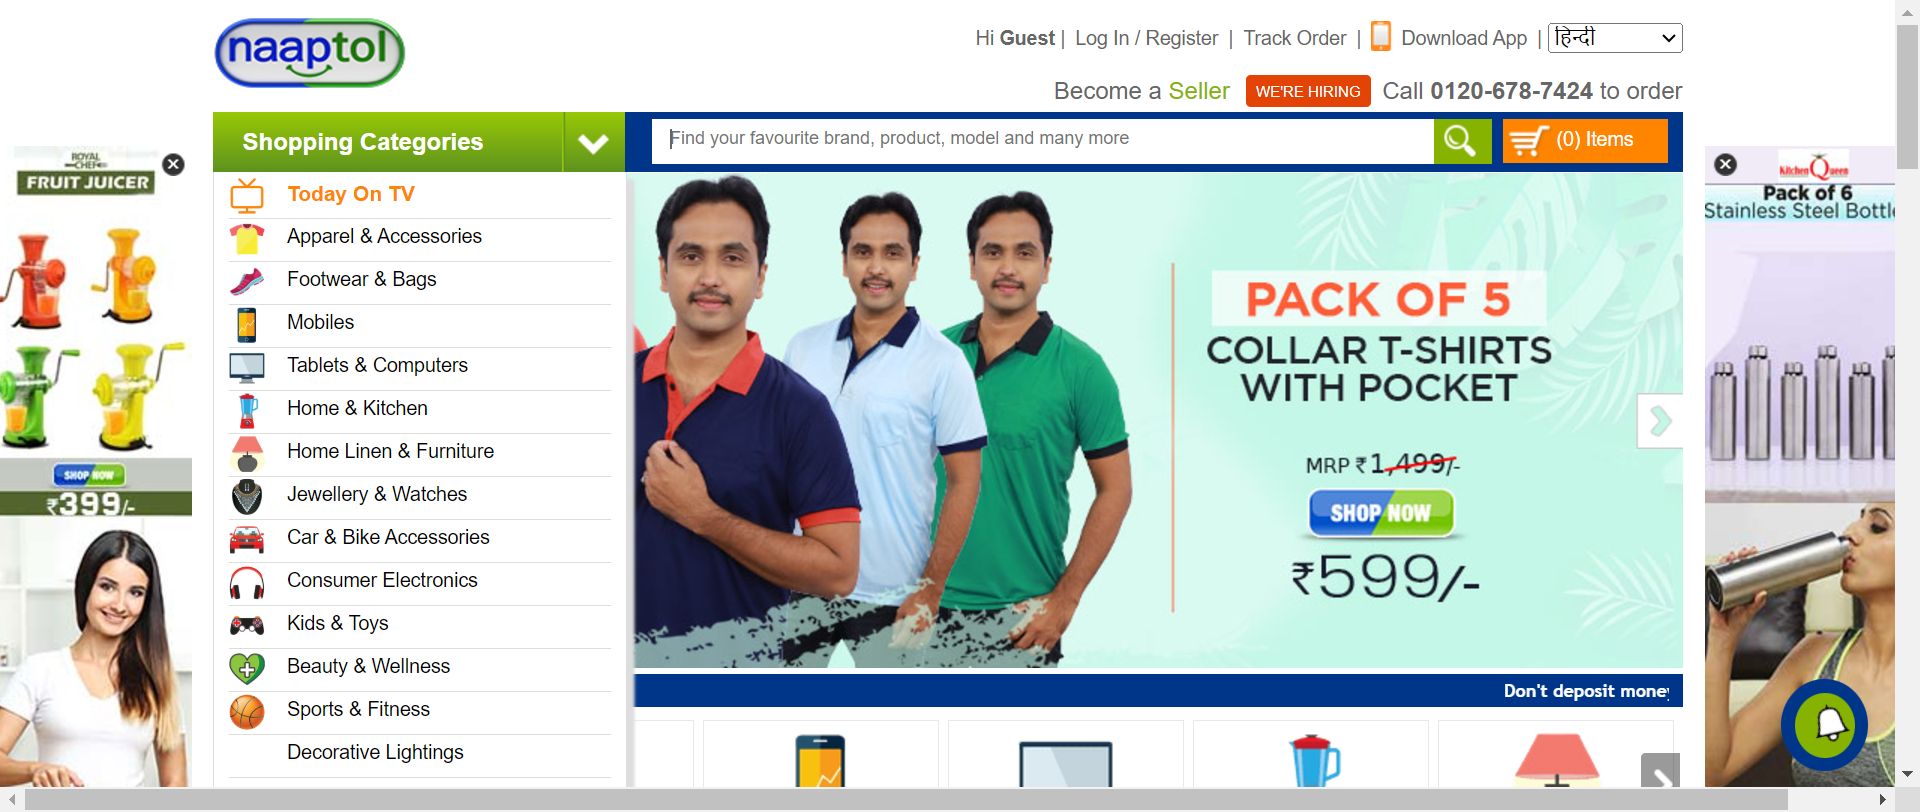 naaptol
Hi Guest | Log In / Register | Track Order | Download App | हिन्दी
Become a Seller WE'RE HIRING Call 0120-678-7424 to order
Shopping Categories
Find your favourite brand, product, model and many more
(0) Items
Today On TV
Apparel & Accessories
Footwear & Bags
Mobiles
Tablets & Computers
Home & Kitchen
Home Linen & Furniture
Jewellery & Watches
Car & Bike Accessories
Consumer Electronics
Kids & Toys
Beauty & Wellness
Sports & Fitness
Decorative Lightings
PACK OF 5
COLLAR T-SHIRTS
WITH POCKET
MRP ₹ 1,499/-
SHOP NOW
₹599/-
Don't deposit money
ROYAL
CHEF
FRUIT JUICER
SHOP NOW
₹399/-
Kitchen Queen
Pack of 6
Stainless Steel Bottle